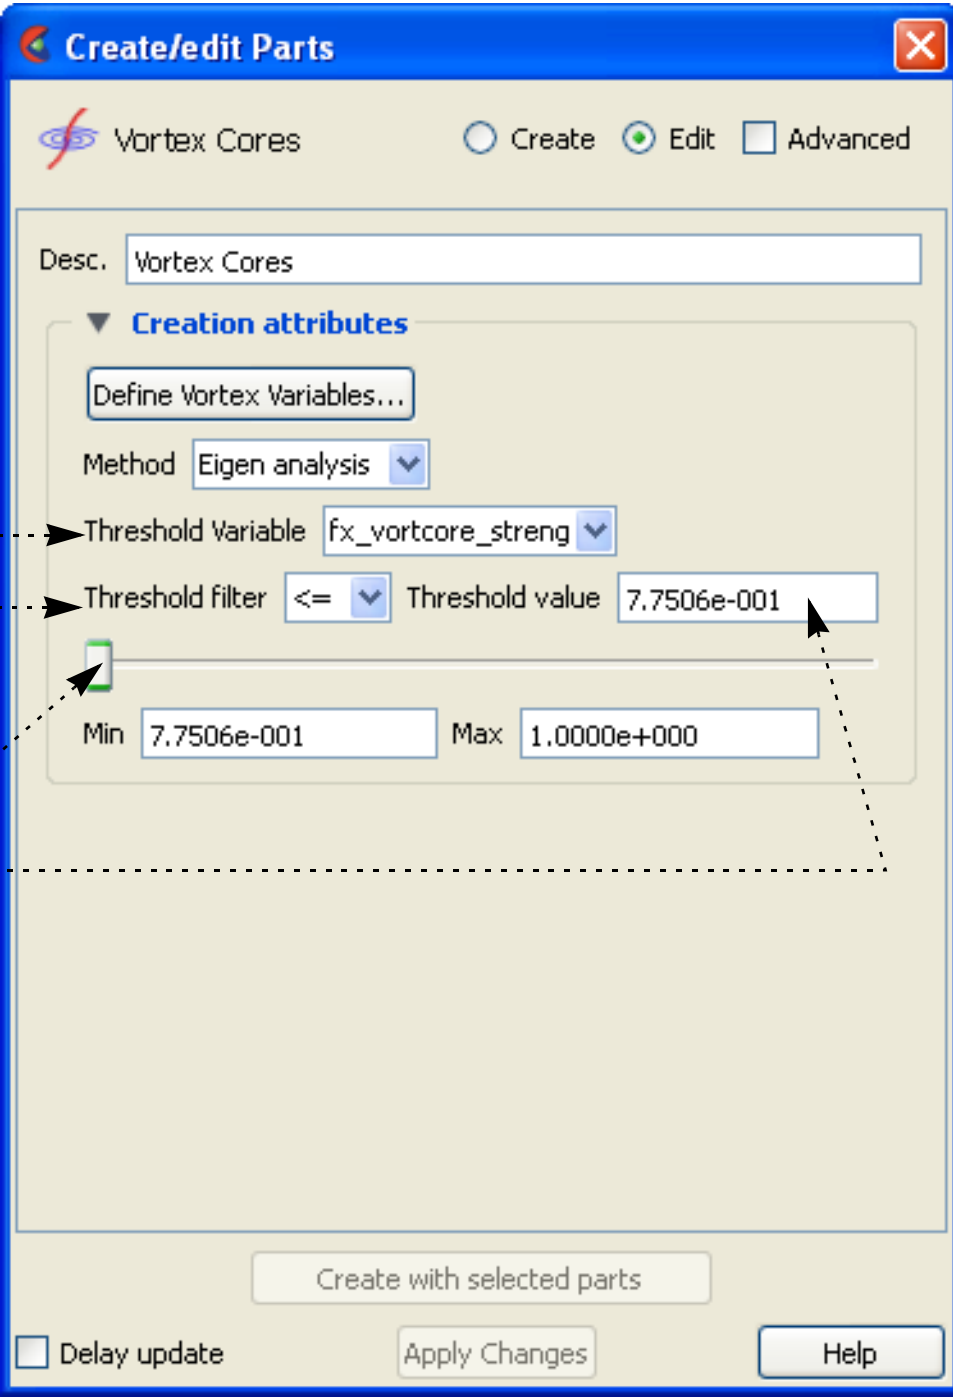 Create/edit Parts
Vortex Cores Create Edit Advanced
Desc. Vortex Cores
Creation attributes
Define Vortex Variables...
Method Eigen analysis
Threshold Variable fx_vortcore_streng
Threshold filter <= Threshold value 7.7506e-001
Min 7.7506e-001 Max 1.0000e+000
Create with selected parts
Delay update Apply Changes Help